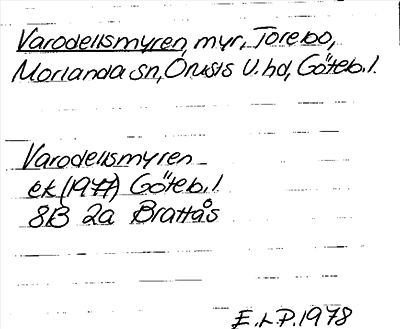 Varodellsmyren, myr, Torebo,
Morlanda sn, Orusts V. hd, Göteb. l.
Varodellsmyren
ek (1977) Göteb. l.
8B 2a Brattås
E.L.P. 1978